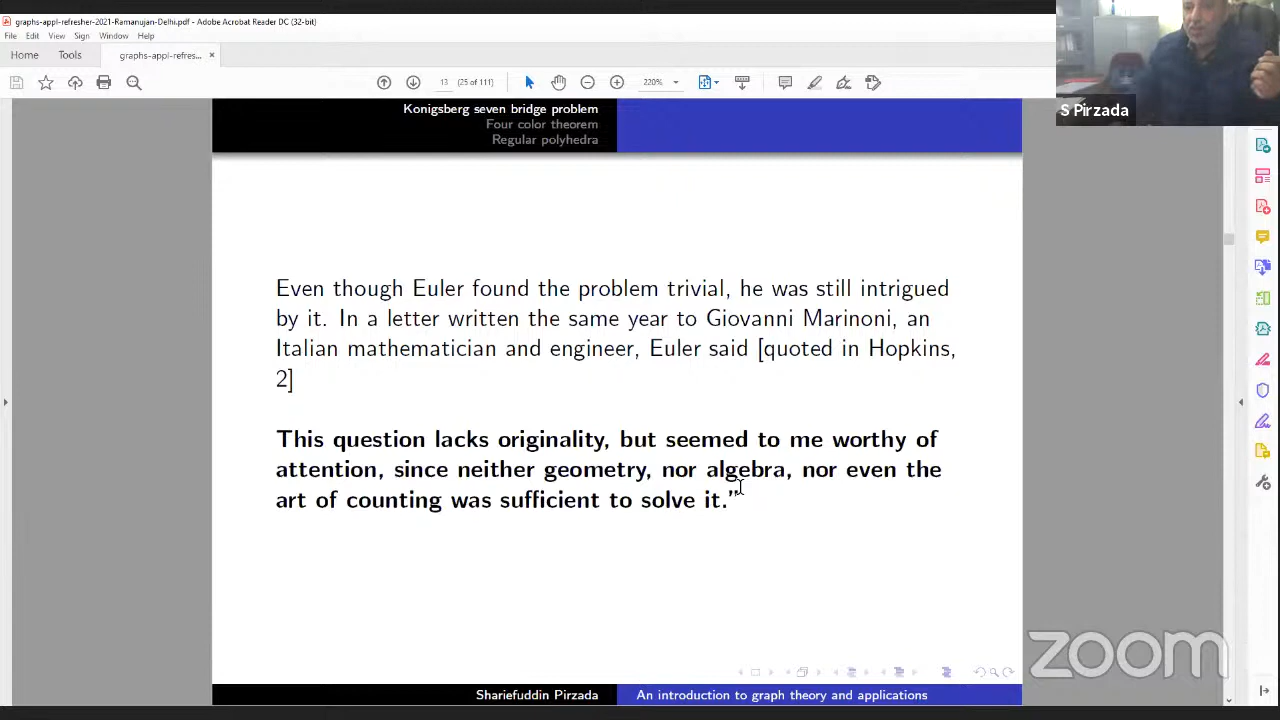 graphs-appl-refresher-2021-Ramanujan-Delhi.pdf - Adobe Acrobat Reader DC (32-bit)
File Edit View Sign Window Help
Home Tools graphs-appl-refres... ×
13 (25 of 111) 220%
S Pirzada
Konigsberg seven bridge problem
Four color theorem
Regular polyhedra
Even though Euler found the problem trivial, he was still intrigued
by it. In a letter written the same year to Giovanni Marinoni, an
Italian mathematician and engineer, Euler said [quoted in Hopkins,
2]
This question lacks originality, but seemed to me worthy of
attention, since neither geometry, nor algebra, nor even the
art of counting was sufficient to solve it.”
zoom
Shariefuddin Pirzada An introduction to graph theory and applications